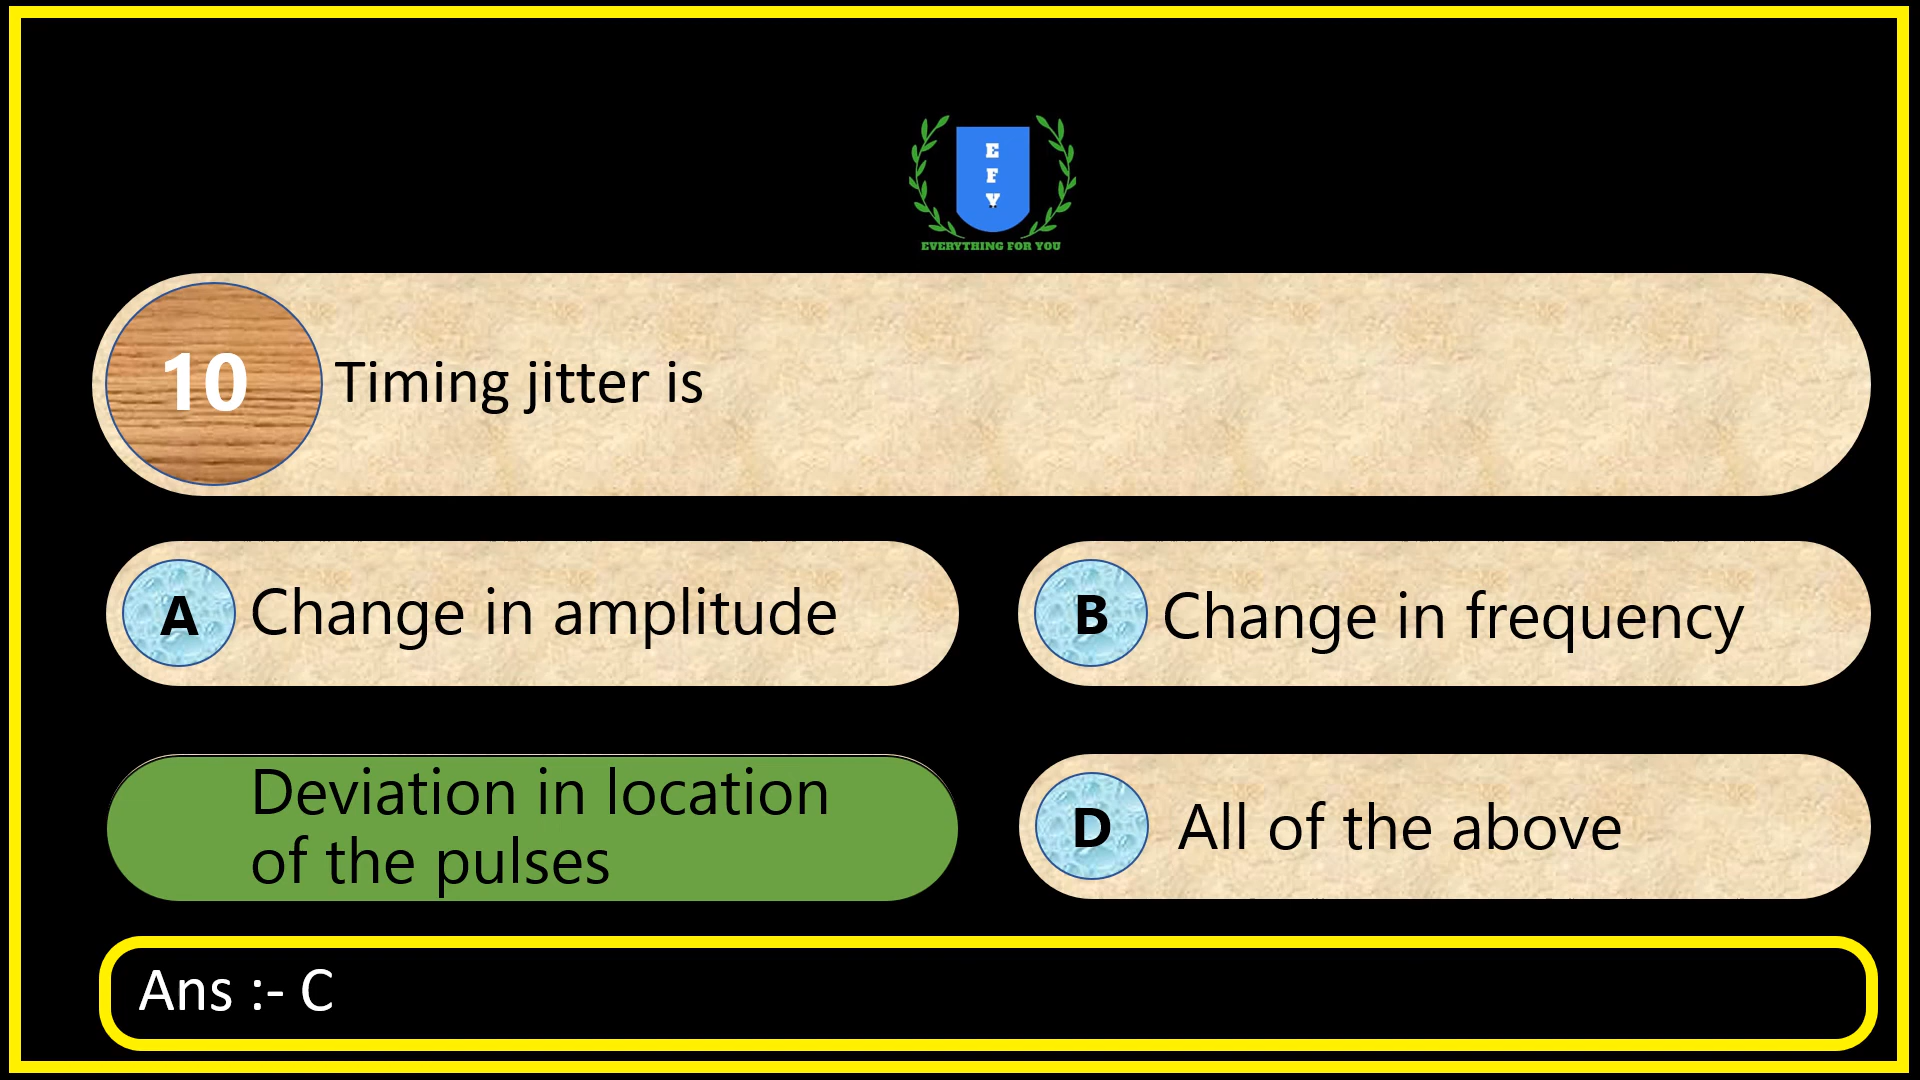 E
F
Y
EVERYTHING FOR YOU
10 Timing jitter is
A Change in amplitude
B Change in frequency
Deviation in location
of the pulses
D All of the above
Ans :- C